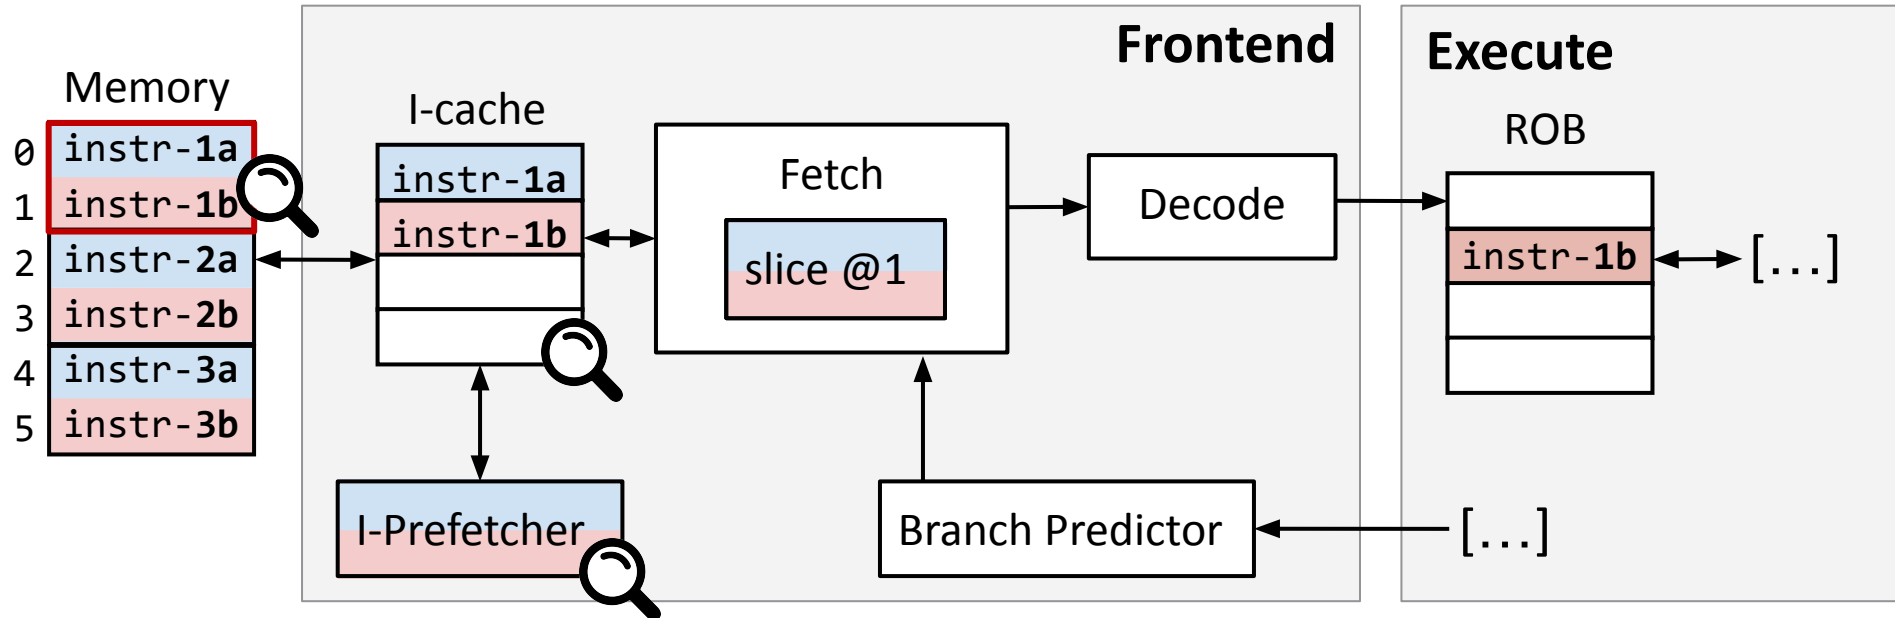 Frontend
Execute
Memory
0 instr-1a
1 instr-1b
2 instr-2a
3 instr-2b
4 instr-3a
5 instr-3b
I-cache
instr-1a
instr-1b
I-Prefetcher
Fetch
slice @1
Decode
Branch Predictor
ROB
instr-1b
[...]
[...]